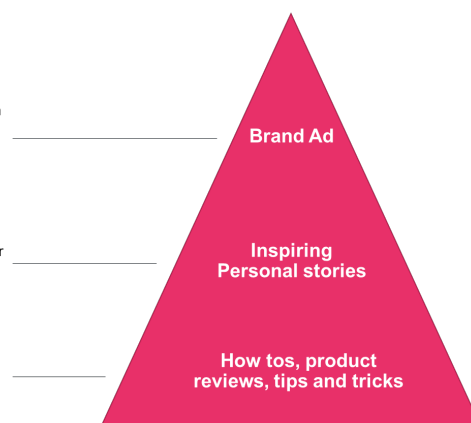 Brand Ad
Inspiring
Personal stories
How tos, product
reviews, tips and tricks